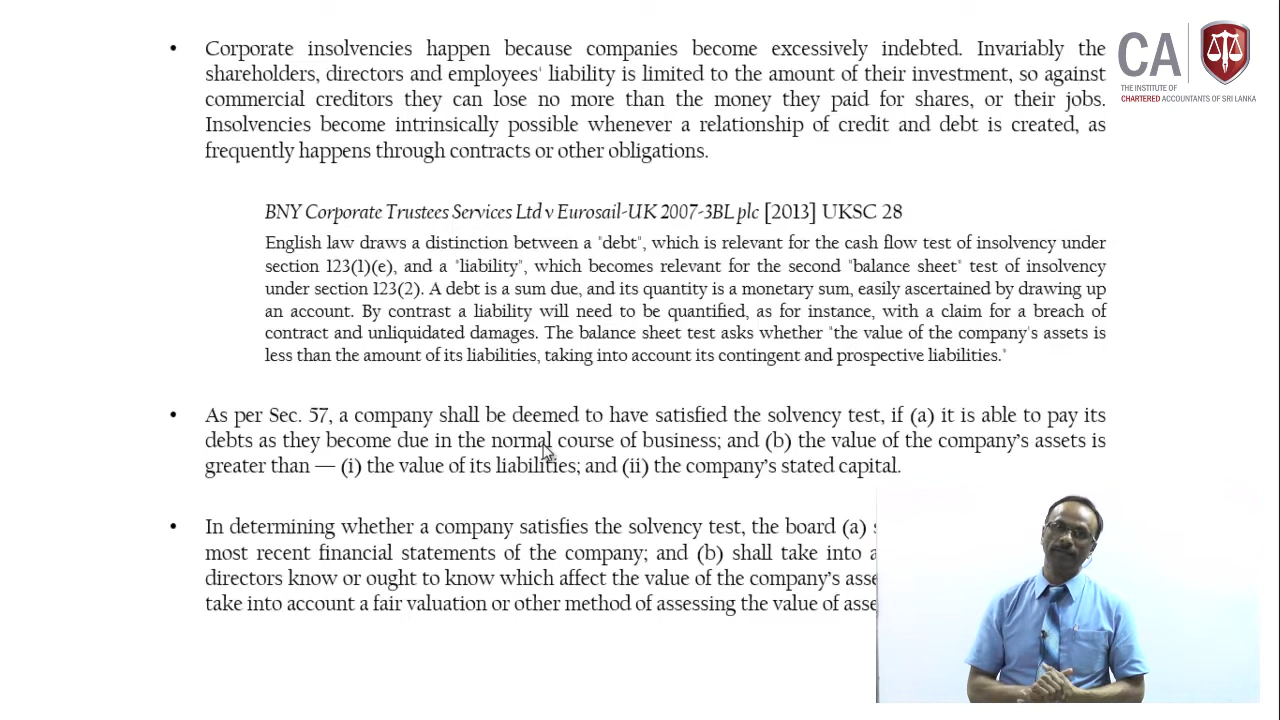 • Corporate insolvencies happen because companies become excessively indebted. Invariably the
shareholders, directors and employees' liability is limited to the amount of their investment, so against
commercial creditors they can lose no more than the money they paid for shares, or their jobs.
Insolvencies become intrinsically possible whenever a relationship of credit and debt is created, as
frequently happens through contracts or other obligations.
CA
THE INSTITUTE OF
CHARTERED ACCOUNTANTS OF SRI LANKA
BNY Corporate Trustees Services Ltd v Eurosail-UK 2007-3BL plc [2013] UKSC 28
English law draws a distinction between a "debt", which is relevant for the cash flow test of insolvency under
section 123(1)(e), and a "liability", which becomes relevant for the second "balance sheet" test of insolvency
under section 123(2). A debt is a sum due, and its quantity is a monetary sum, easily ascertained by drawing up
an account. By contrast a liability will need to be quantified, as for instance, with a claim for a breach of
contract and unliquidated damages. The balance sheet test asks whether "the value of the company's assets is
less than the amount of its liabilities, taking into account its contingent and prospective liabilities."
• As per Sec. 57, a company shall be deemed to have satisfied the solvency test, if (a) it is able to pay its
debts as they become due in the normal course of business; and (b) the value of the company's assets is
greater than — (i) the value of its liabilities; and (ii) the company's stated capital.
• In determining whether a company satisfies the solvency test, the board (a)
most recent financial statements of the company; and (b) shall take into
directors know or ought to know which affect the value of the company's
take into account a fair valuation or other method of assessing the value of